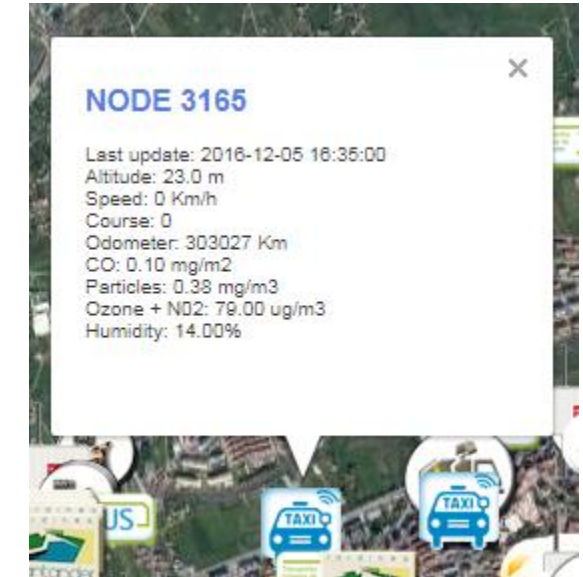 NODE 3165
Last update: 2016-12-05 16:35:00
Altitude: 23.0 m
Speed: 0 Km/h
Course: 0
Odometer: 303027 Km
CO: 0.10 mg/m2
Particles: 0.38 mg/m3
Ozone + N02: 79.00 ug/m3
Humidity: 14.00%
TAXI
US
TAXI